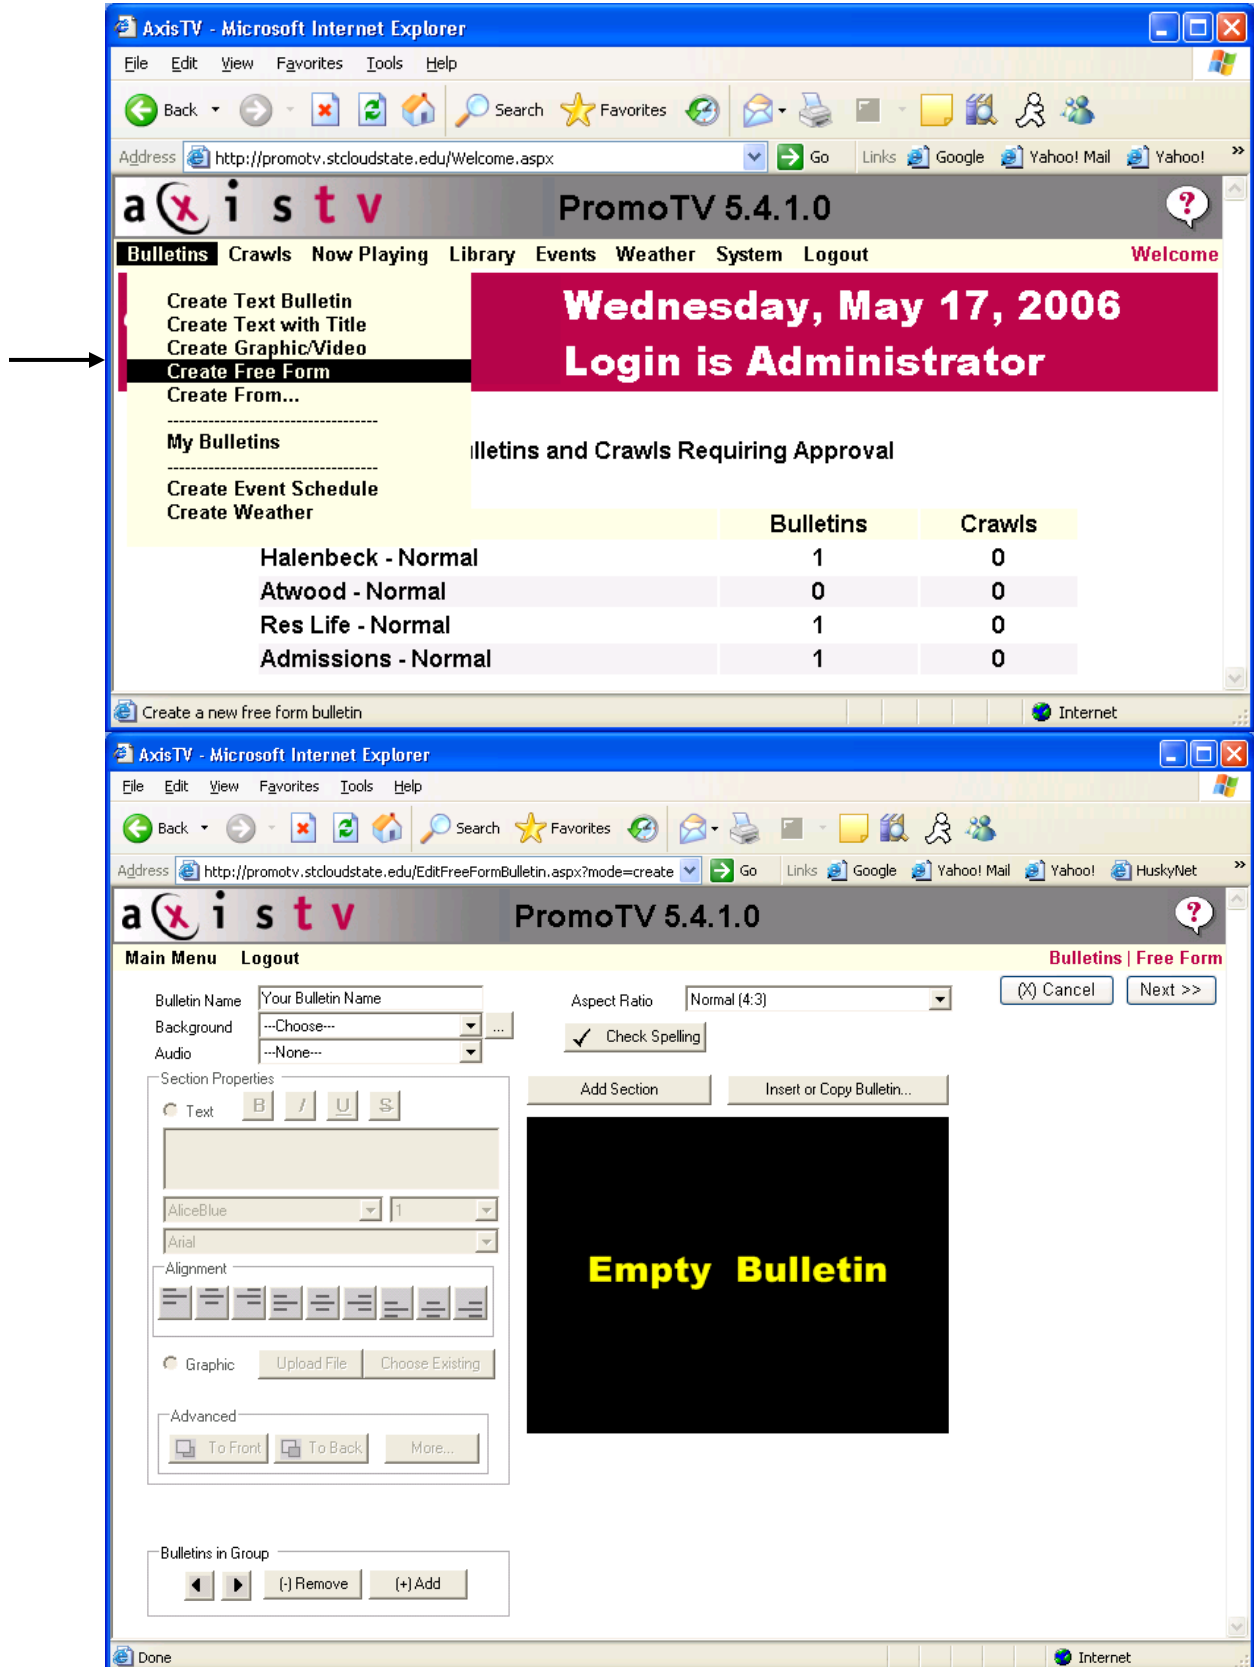 AxisTV - Microsoft Internet Explorer
File Edit View Favorites Tools Help
Back Search Favorites
Address http://promotv.stcloudstate.edu/Welcome.aspx Go Links Google Yahoo! Mail Yahoo! »
axistv PromoTV 5.4.1.0 ?
Bulletins Crawls Now Playing Library Events Weather System Logout Welcome
Create Text Bulletin
Create Text with Title
Create Graphic/Video
Create Free Form
Create From...
-----------------------------------
My Bulletins
-----------------------------------
Create Event Schedule
Create Weather
Wednesday, May 17, 2006
Login is Administrator
lletins and Crawls Requiring Approval
Bulletins Crawls
Halenbeck - Normal 1 0
Atwood - Normal 0 0
Res Life - Normal 1 0
Admissions - Normal 1 0
Create a new free form bulletin Internet
AxisTV - Microsoft Internet Explorer
File Edit View Favorites Tools Help
Back Search Favorites
Address http://promotv.stcloudstate.edu/EditFreeFormBulletin.aspx?mode=create Go Links Google Yahoo! Mail Yahoo! HuskyNet »
axistv PromoTV 5.4.1.0 ?
Main Menu Logout Bulletins | Free Form
Bulletin Name Your Bulletin Name Aspect Ratio Normal (4:3) (X) Cancel Next >>
Background ---Choose--- ... Check Spelling
Audio ---None---
Section Properties Add Section Insert or Copy Bulletin...
Text B I U S
AliceBlue 1
Arial
Empty Bulletin
Alignment
Graphic Upload File Choose Existing
Advanced
To Front To Back More...
Bulletins in Group
(-) Remove (+) Add
Done Internet